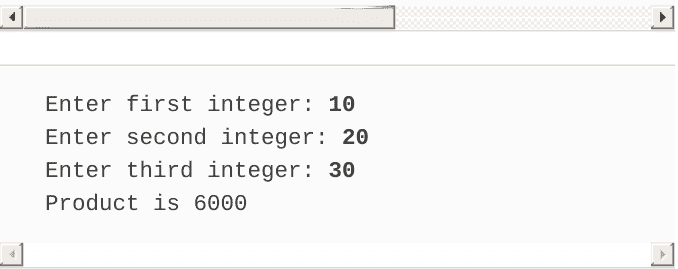 Enter first integer: 10
Enter second integer: 20
Enter third integer: 30
Product is 6000